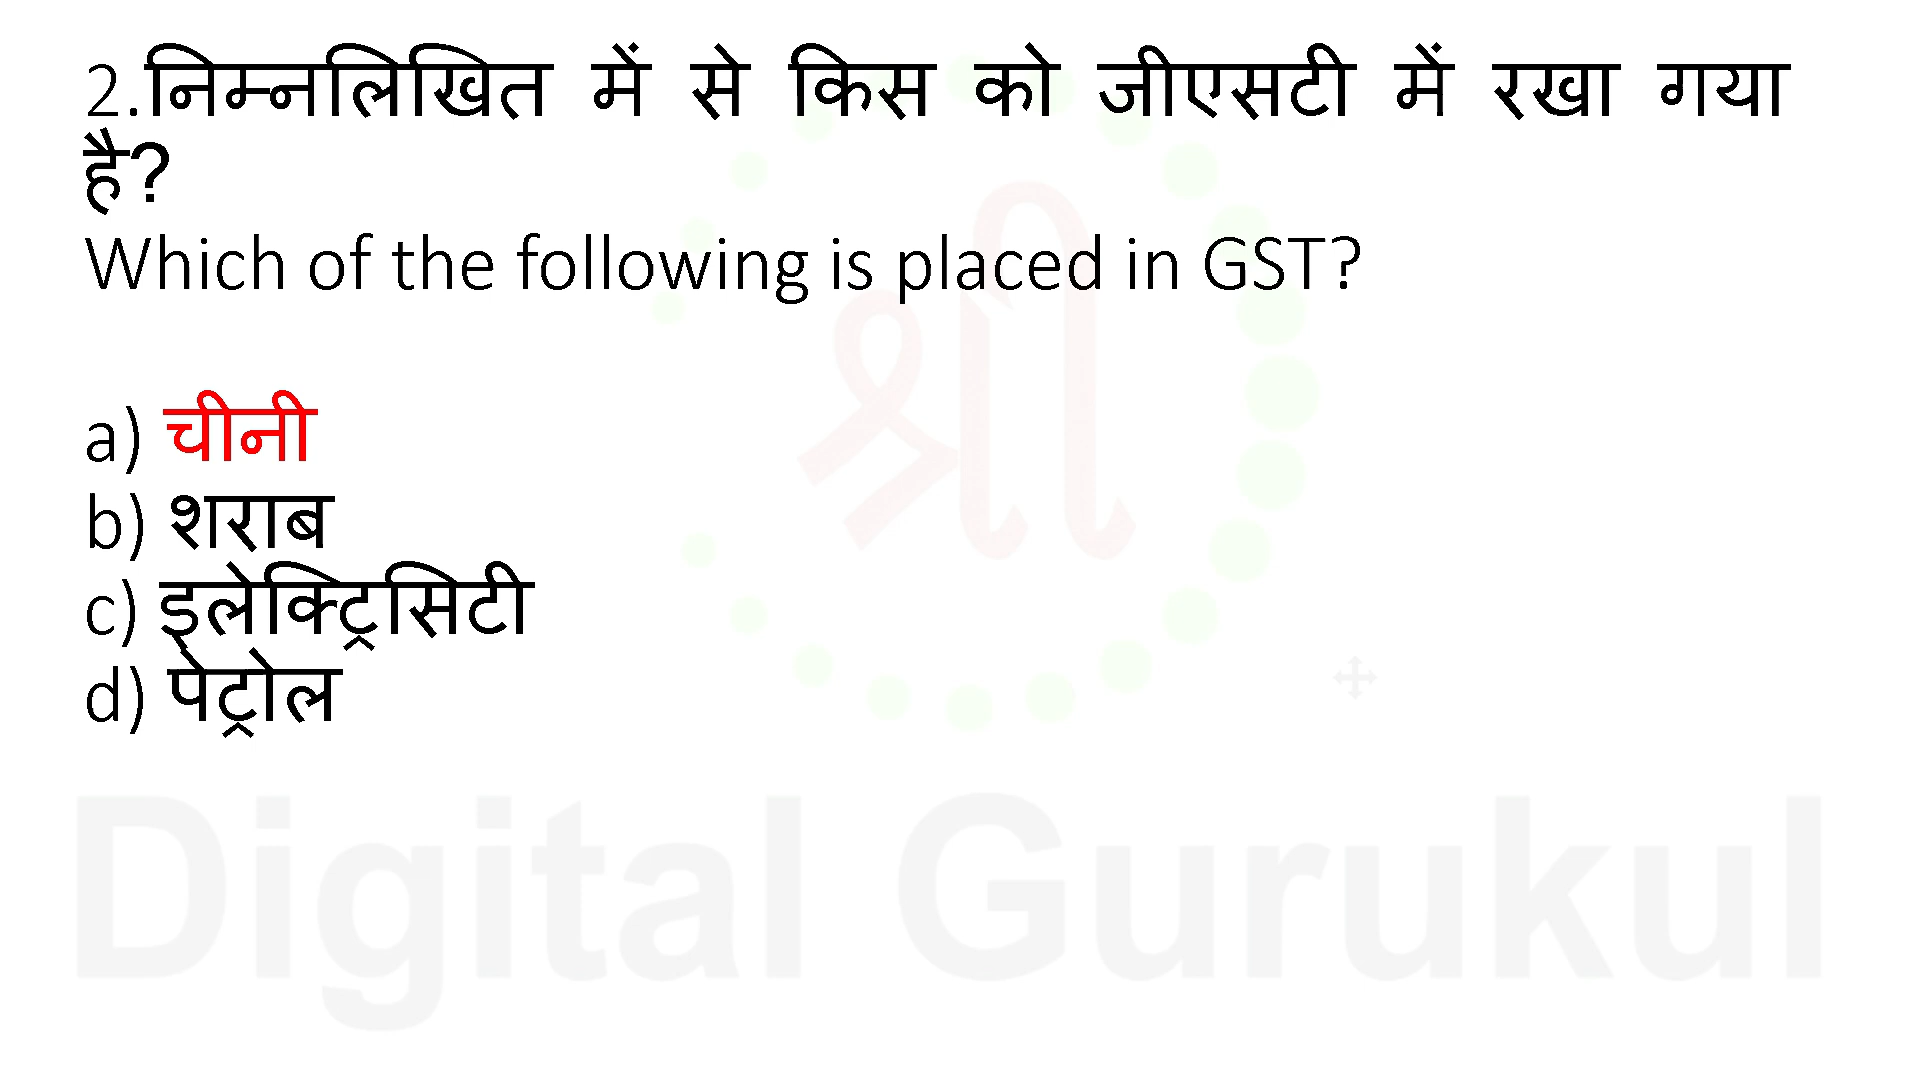 2.निम्नलिखित में से किस को जीएसटी में रखा गया
है?
Which of the following is placed in GST?
a) चीनी
b) शराब
c) इलेक्ट्रिसिटी
d) पेट्रोल
श्री
Digital Gurukul